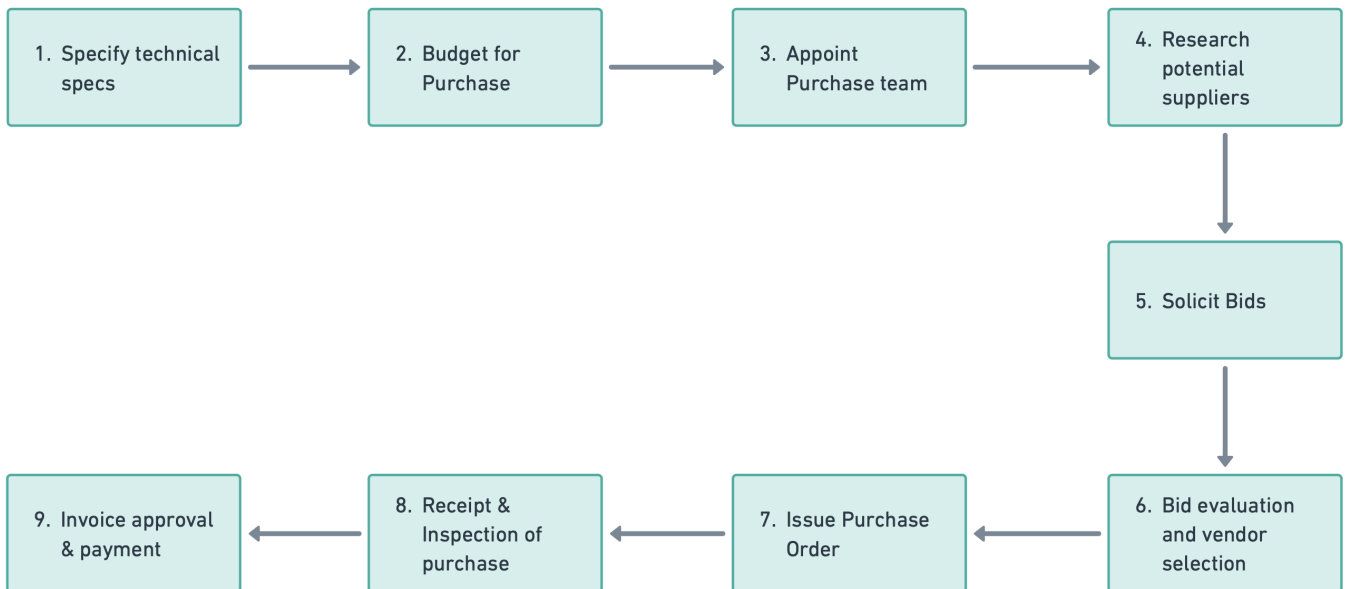 1. Specify technical
specs
2. Budget for
Purchase
3. Appoint
Purchase team
4. Research
potential
suppliers
5. Solicit Bids
6. Bid evaluation
and vendor
selection
7. Issue Purchase
Order
8. Receipt &
Inspection of
purchase
9. Invoice approval
& payment